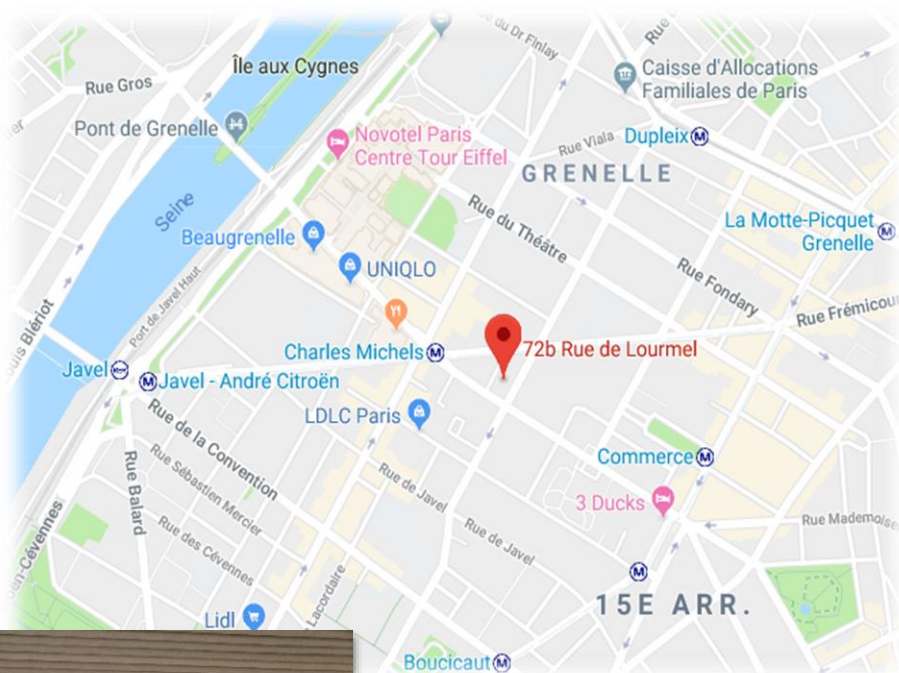 Rue du Dr Finlay
Île aux Cygnes
Rue Gros
Caisse d'Allocations
Familiales de Paris
Pont de Grenelle
Novotel Paris
Centre Tour Eiffel
Rue Viala
Dupleix
GRENELLE
Seine
Rue du Théâtre
La Motte-Picquet
Grenelle
Beaugrenelle
UNIQLO
Rue Fondary
Port de Javel Haut
Blériot
Charles Michels
72b Rue de Lourmel
Javel
Javel - André Citroën
LDLC Paris
Rue de la Convention
Rue Sébastien Mercier
Rue Balard
Rue des Cévennes
Rue de Javel
Rue de Javel
Commerce
3 Ducks
15E ARR.
Lacordaire
Lidl
Boucicaut